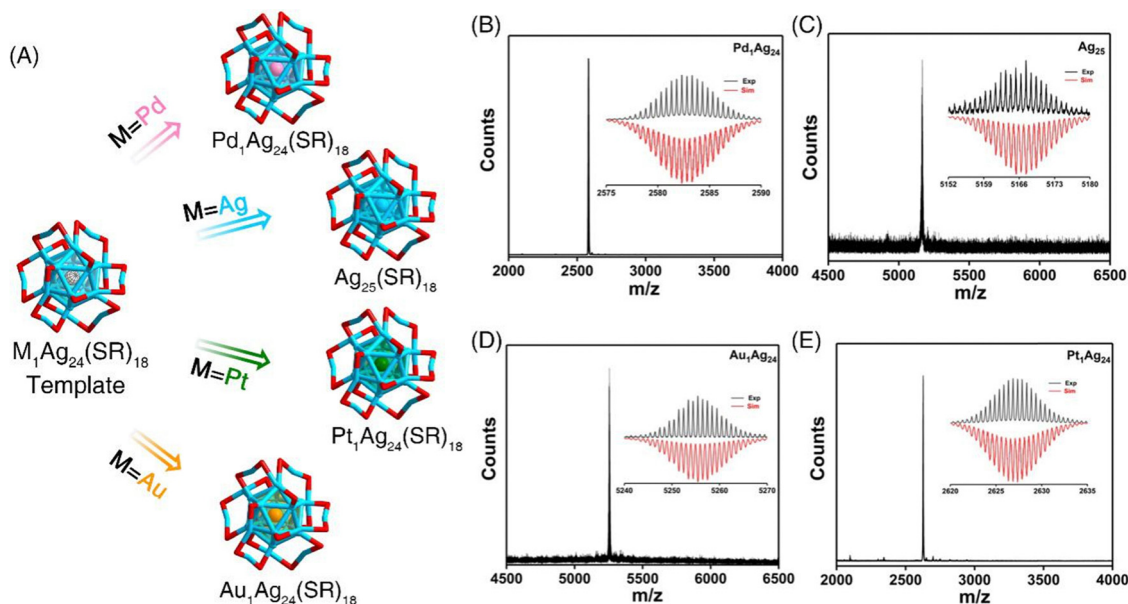 (A)
M=Pd
Pd₁Ag₂₄(SR)₁₈
M=Ag
Ag₂₅(SR)₁₈
M₁Ag₂₄(SR)₁₈
Template
M=Pt
Pt₁Ag₂₄(SR)₁₈
M=Au
Au₁Ag₂₄(SR)₁₈
(B)
Pd₁Ag₂₄
Exp
Sim
2575 2580 2585 2590
Counts
2000 2500 3000 3500 4000
m/z
(C)
Ag₂₅
Exp
Sim
5152 5159 5166 5173 5180
Counts
4500 5000 5500 6000 6500
m/z
(D)
Au₁Ag₂₄
Exp
Sim
5240 5250 5260 5270
Counts
4500 5000 5500 6000 6500
m/z
(E)
Pt₁Ag₂₄
Exp
Sim
2620 2625 2630 2635
Counts
2000 2500 3000 3500 4000
m/z